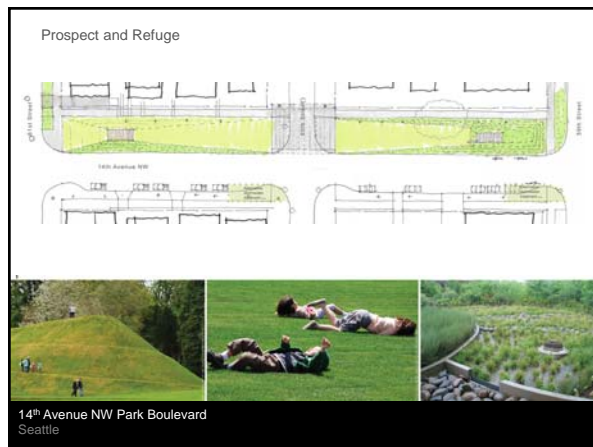 Prospect and Refuge
14th Avenue NW
14th Avenue NW Park Boulevard
Seattle